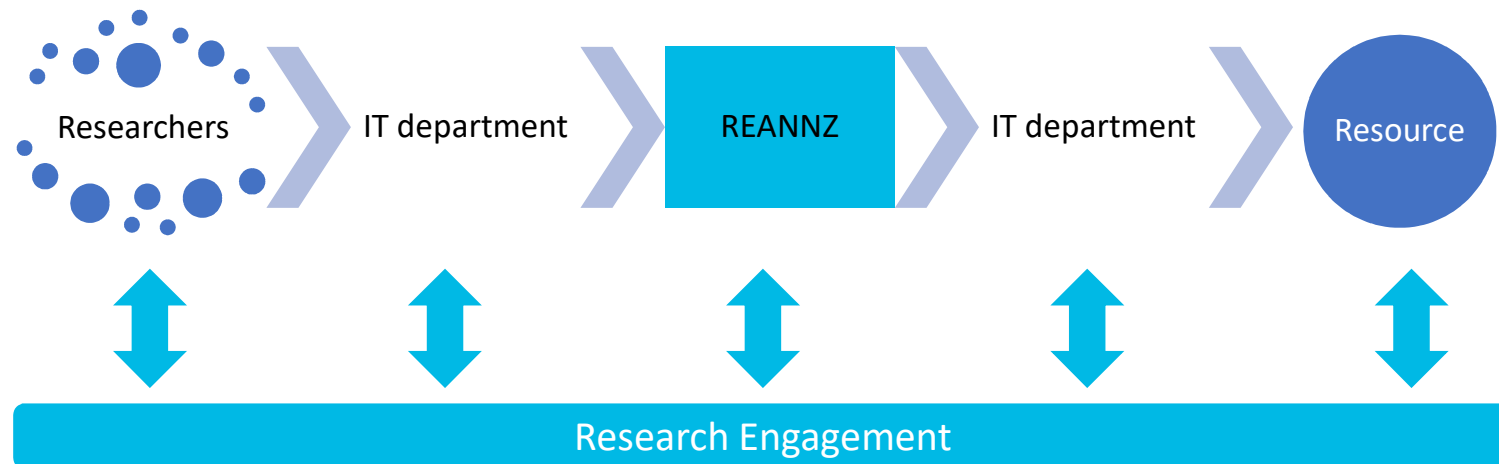 Researchers
IT department
REANNZ
IT department
Resource
Research Engagement